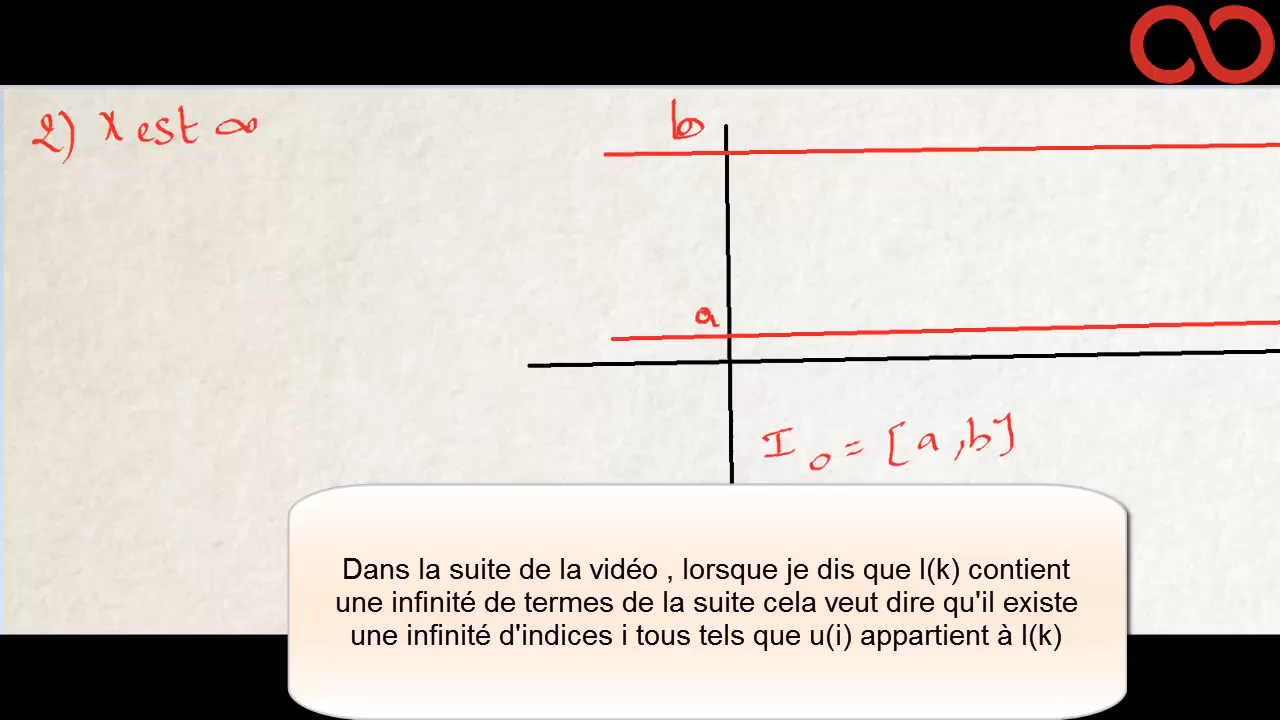 2) X est ∞
b
a
I₀ = [a,b]
Dans la suite de la vidéo , lorsque je dis que I(k) contient
une infinité de termes de la suite cela veut dire qu'il existe
une infinité d'indices i tous tels que u(i) appartient à I(k)